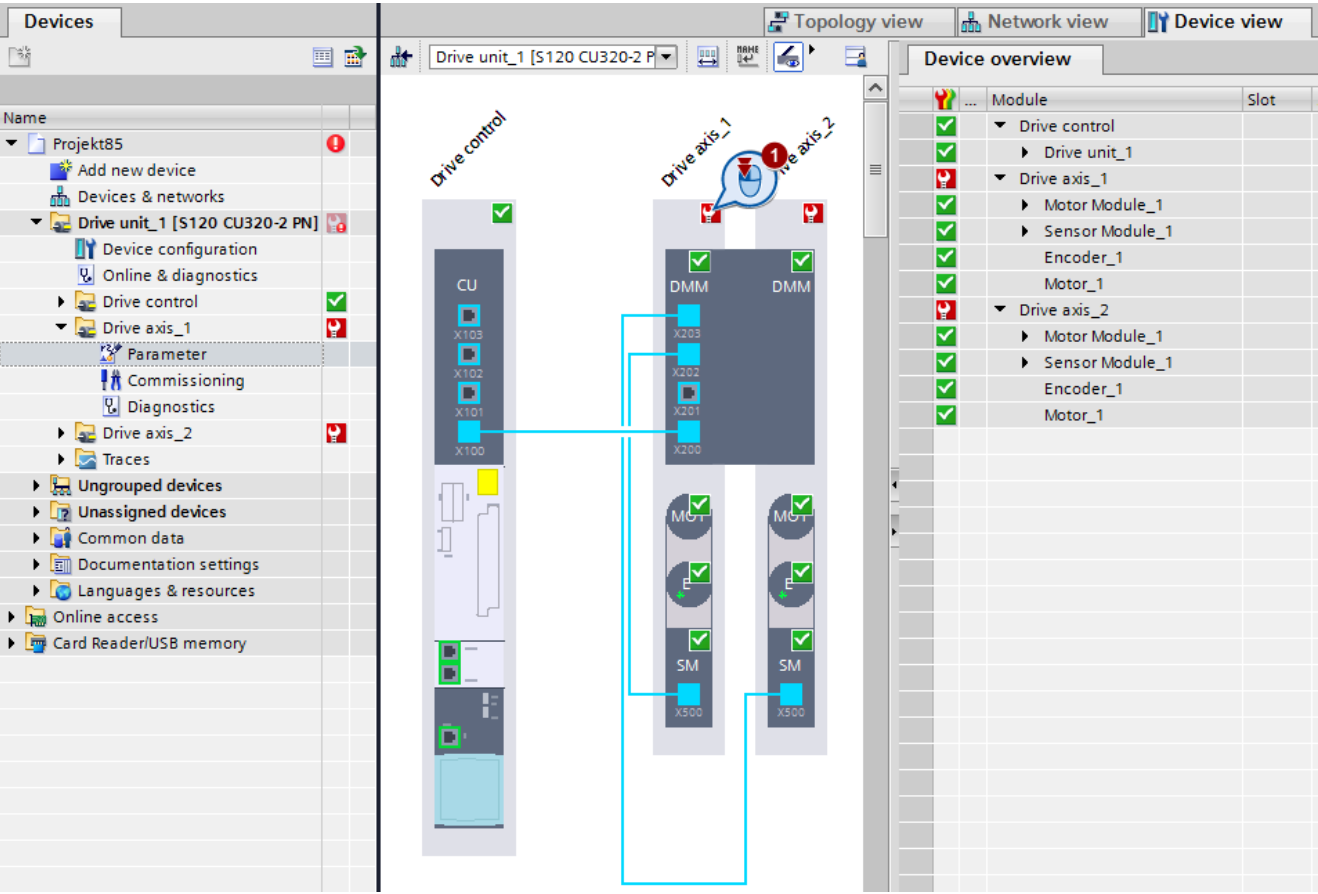 Devices
Name
Projekt85
Add new device
Devices & networks
Drive unit_1 [S120 CU320-2 PN]
Device configuration
Online & diagnostics
Drive control
Drive axis_1
Parameter
Commissioning
Diagnostics
Drive axis_2
Traces
Ungrouped devices
Unassigned devices
Common data
Documentation settings
Languages & resources
Online access
Card Reader/USB memory
Topology view
Network view
Device view
Drive unit_1 [S120 CU320-2 P
NAME
Drive control
Drive axis_1
ive axis_2
1
CU
X103
X102
X101
X100
DMM
DMM
X203
X202
X201
X200
MOT
MOT
E
E
SM
SM
X500
X500
Device overview
... Module Slot
Drive control
Drive unit_1
Drive axis_1
Motor Module_1
Sensor Module_1
Encoder_1
Motor_1
Drive axis_2
Motor Module_1
Sensor Module_1
Encoder_1
Motor_1